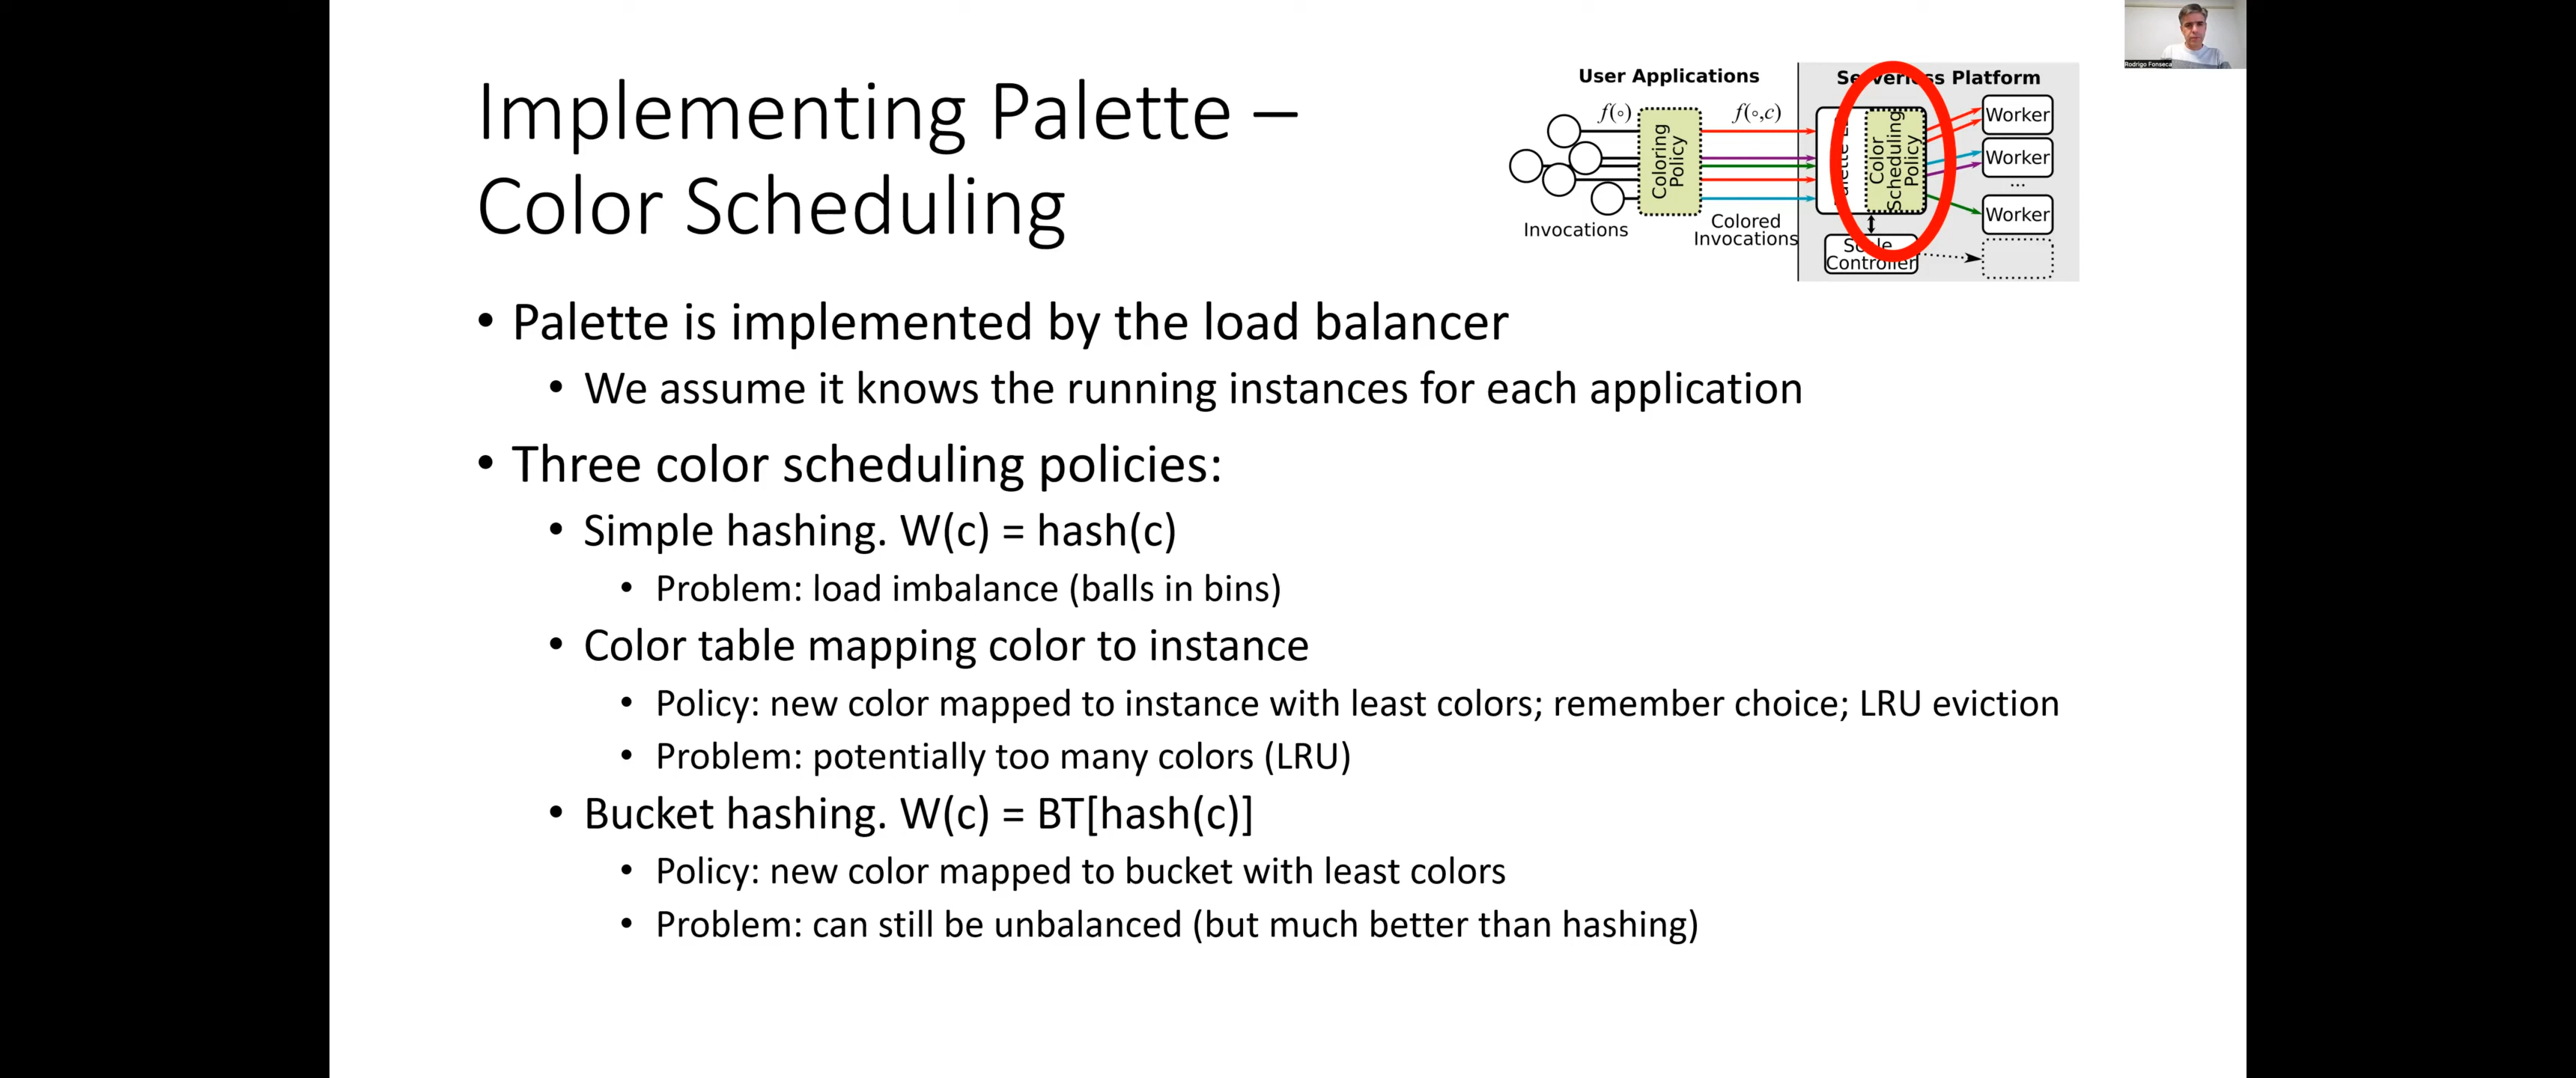 Implementing Palette –
Color Scheduling
User Applications
Serverless Platform
f(∘)
f(∘,c)
Coloring
Policy
Color
Scheduling
Policy
Worker
Worker
...
Worker
Invocations
Colored
Invocations
Scale
Controller
Rodrigo Fonseca
• Palette is implemented by the load balancer
• We assume it knows the running instances for each application
• Three color scheduling policies:
• Simple hashing. W(c) = hash(c)
• Problem: load imbalance (balls in bins)
• Color table mapping color to instance
• Policy: new color mapped to instance with least colors; remember choice; LRU eviction
• Problem: potentially too many colors (LRU)
• Bucket hashing. W(c) = BT[hash(c)]
• Policy: new color mapped to bucket with least colors
• Problem: can still be unbalanced (but much better than hashing)